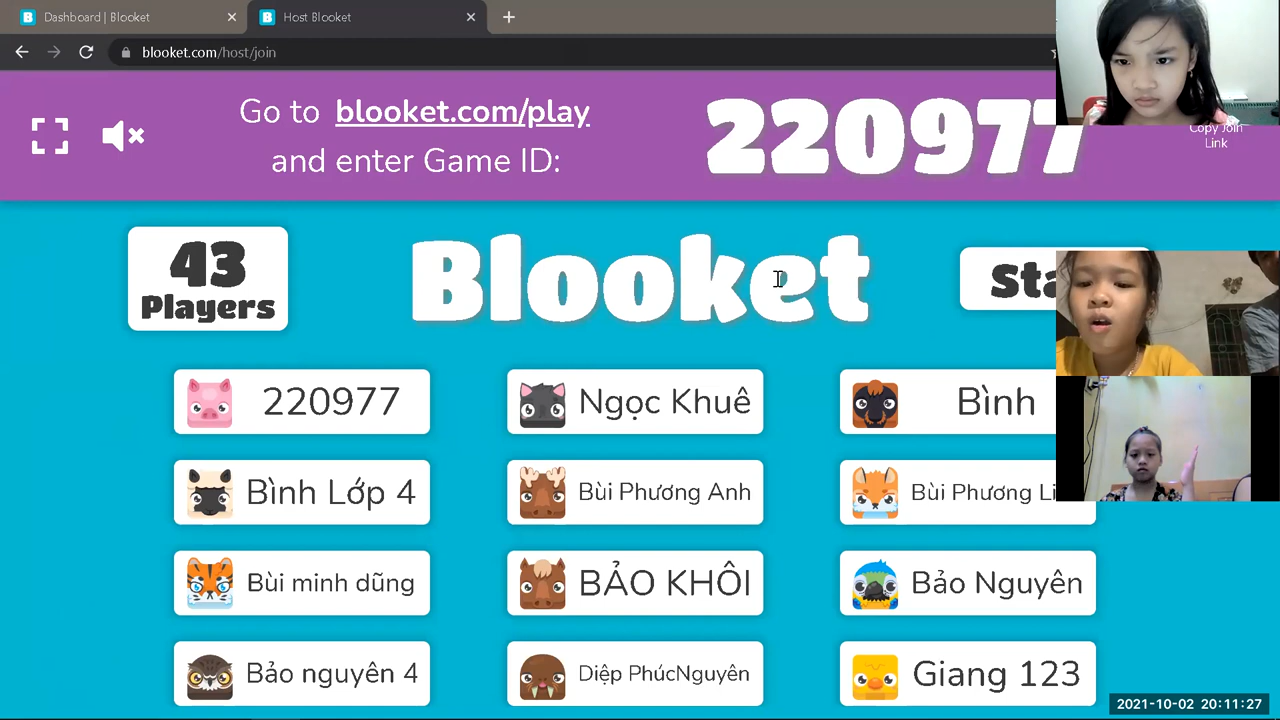 Dashboard | Blooket
Host Blooket
blooket.com/host/join
Go to blooket.com/play
and enter Game ID:
220977
Copy Join
Link
43
Players
Blooket
220977
Ngọc Khuê
Bình
Bình Lớp 4
Bùi Phương Anh
Bùi Phương
Bùi minh dũng
BẢO KHÔI
Bảo Nguyên
Bảo nguyên 4
Diệp PhúcNguyên
Giang 123
2021-10-02 20:11:27